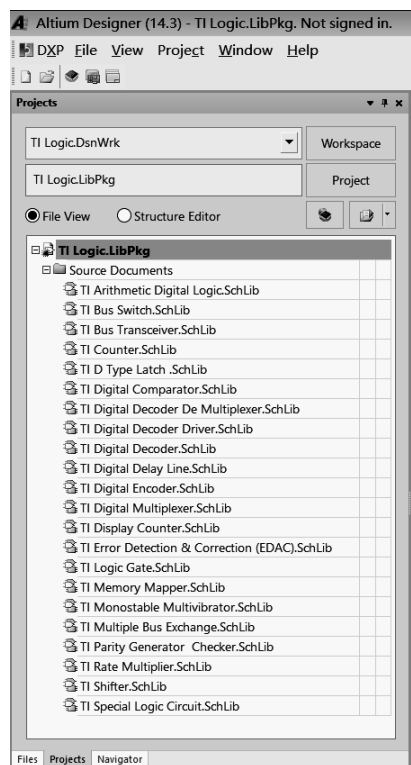 Altium Designer (14.3) - TI Logic.LibPkg. Not signed in.
DXP File View Project Window Help
Projects
TI Logic.DsnWrk Workspace
TI Logic.LibPkg Project
File View Structure Editor
TI Logic.LibPkg
Source Documents
TI Arithmetic Digital Logic.SchLib
TI Bus Switch.SchLib
TI Bus Transceiver.SchLib
TI Counter.SchLib
TI D Type Latch .SchLib
TI Digital Comparator.SchLib
TI Digital Decoder De Multiplexer.SchLib
TI Digital Decoder Driver.SchLib
TI Digital Decoder.SchLib
TI Digital Delay Line.SchLib
TI Digital Encoder.SchLib
TI Digital Multiplexer.SchLib
TI Display Counter.SchLib
TI Error Detection & Correction (EDAC).SchLib
TI Logic Gate.SchLib
TI Memory Mapper.SchLib
TI Monostable Multivibrator.SchLib
TI Multiple Bus Exchange.SchLib
TI Parity Generator  Checker.SchLib
TI Rate Multiplier.SchLib
TI Shifter.SchLib
TI Special Logic Circuit.SchLib
Files Projects Navigator